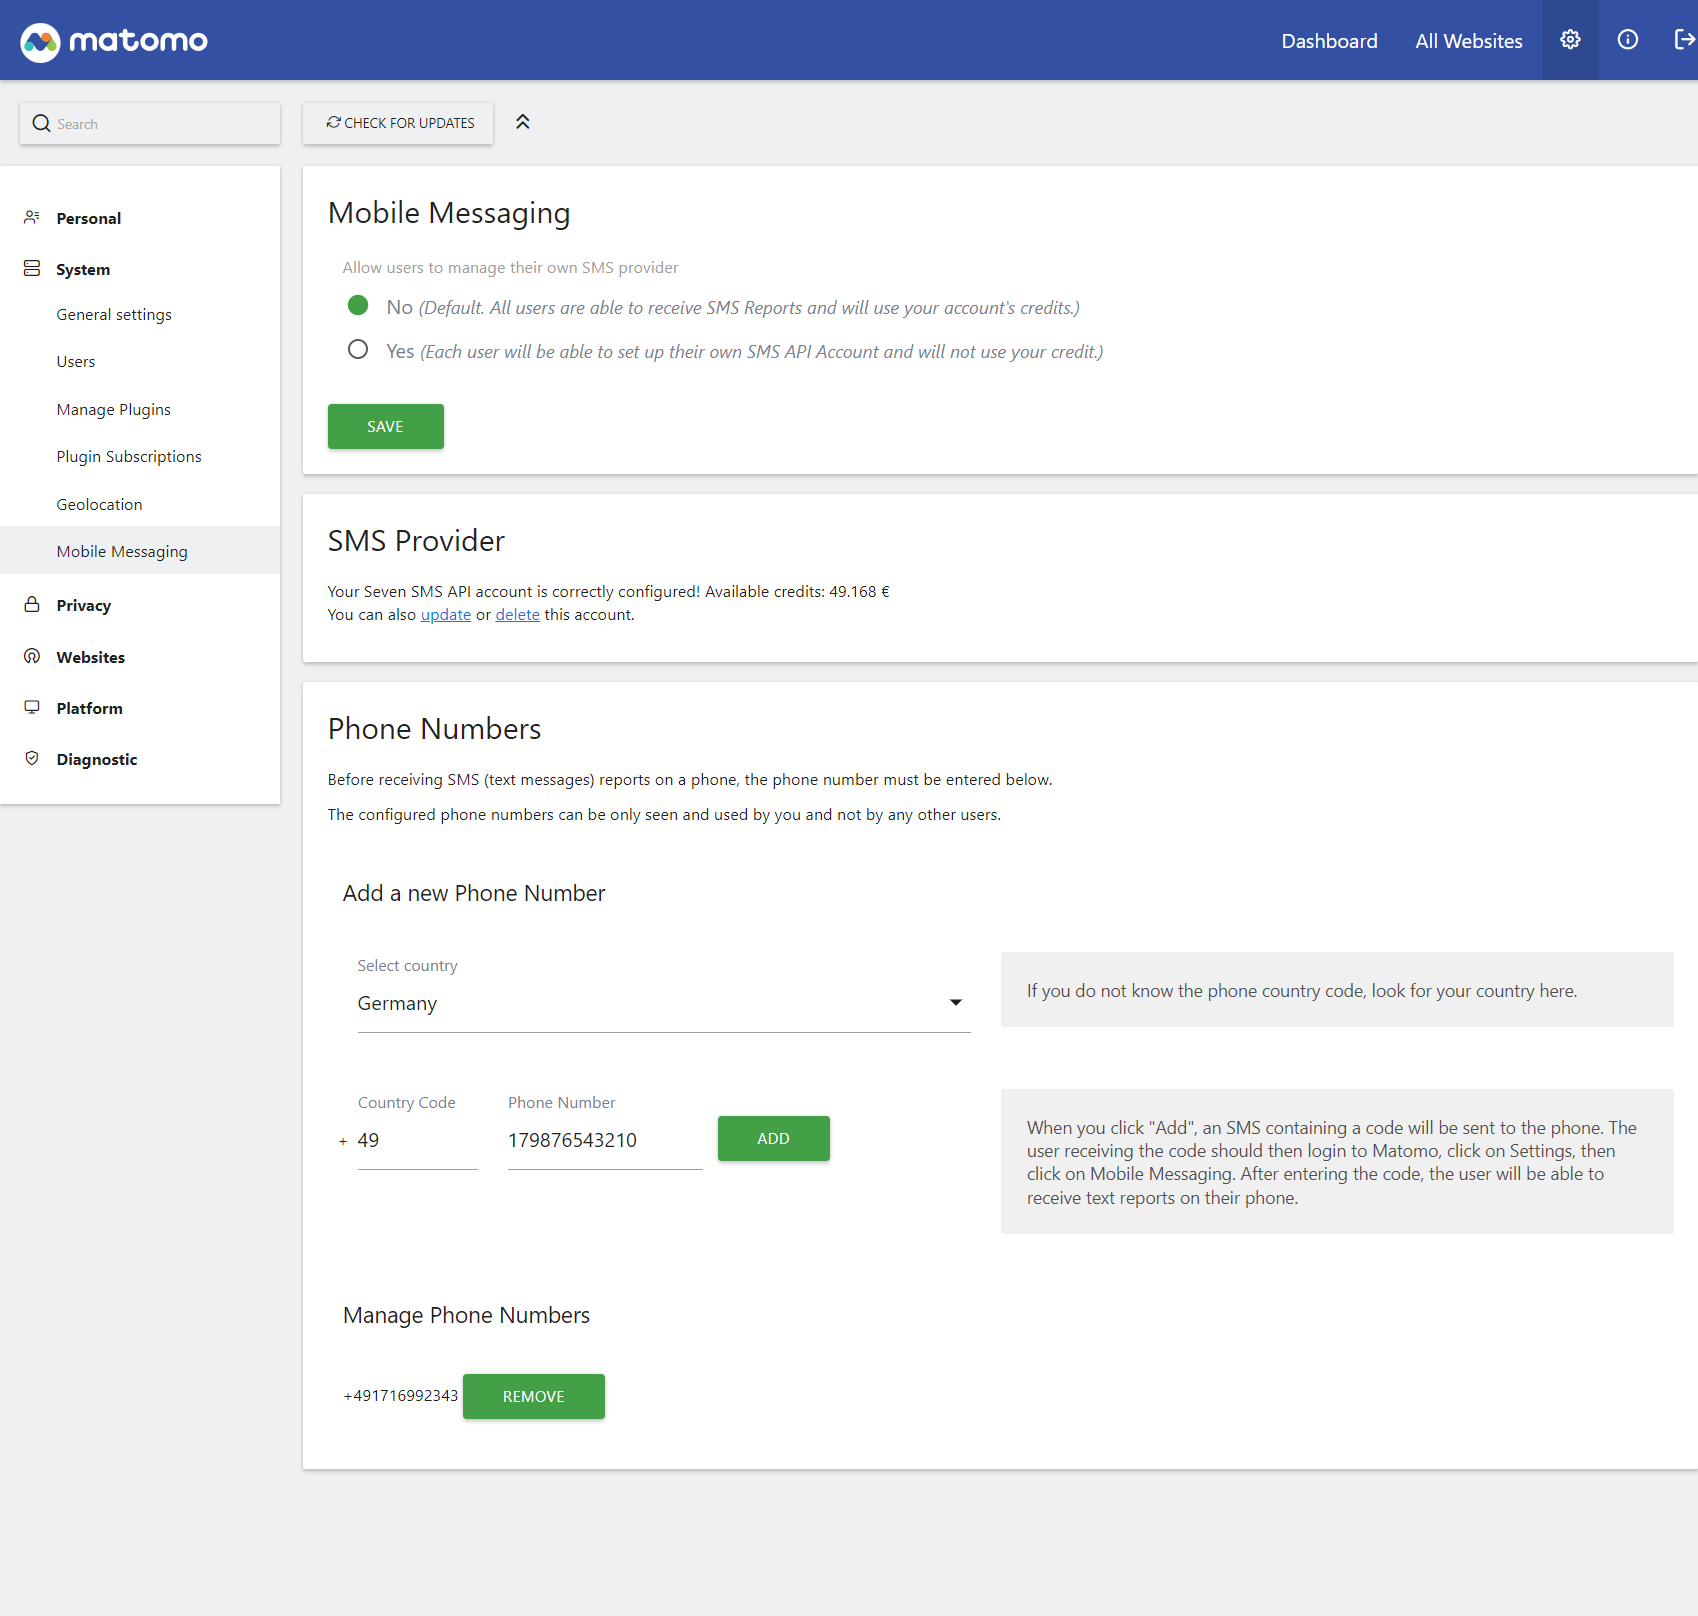 matomo
Dashboard
All Websites
Search
CHECK FOR UPDATES
Personal
System
General settings
Users
Manage Plugins
Plugin Subscriptions
Geolocation
Mobile Messaging
Privacy
Websites
Platform
Diagnostic
Mobile Messaging
Allow users to manage their own SMS provider
No (Default. All users are able to receive SMS Reports and will use your account's credits.)
Yes (Each user will be able to set up their own SMS API Account and will not use your credit.)
SAVE
SMS Provider
Your Seven SMS API account is correctly configured! Available credits: 49.168 €
You can also update or delete this account.
Phone Numbers
Before receiving SMS (text messages) reports on a phone, the phone number must be entered below.
The configured phone numbers can be only seen and used by you and not by any other users.
Add a new Phone Number
Select country
Germany
If you do not know the phone country code, look for your country here.
Country Code
Phone Number
+ 49
179876543210
ADD
When you click "Add", an SMS containing a code will be sent to the phone. The
user receiving the code should then login to Matomo, click on Settings, then
click on Mobile Messaging. After entering the code, the user will be able to
receive text reports on their phone.
Manage Phone Numbers
+491716992343
REMOVE